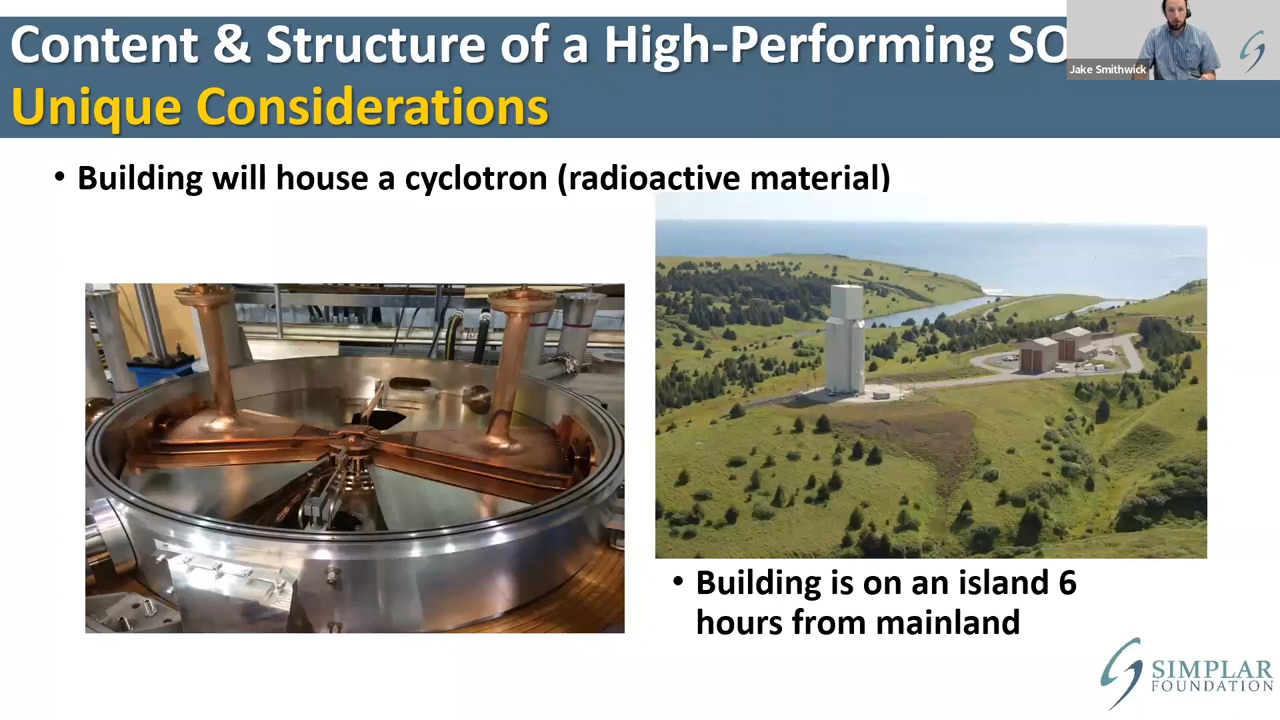 Content & Structure of a High-Performing SO
Unique Considerations
Jake Smithwick
• Building will house a cyclotron (radioactive material)
• Building is on an island 6
hours from mainland
SIMPLAR
FOUNDATION